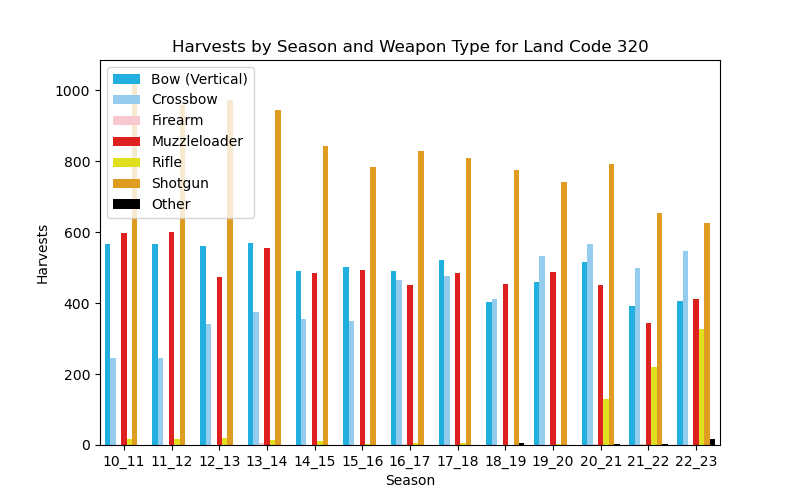 Harvests by Season and Weapon Type for Land Code 320
1000
800
600
400
200
0
Harvests
Bow (Vertical)
Crossbow
Firearm
Muzzleloader
Rifle
Shotgun
Other
10_11 11_12 12_13 13_14 14_15 15_16 16_17 17_18 18_19 19_20 20_21 21_22 22_23
Season